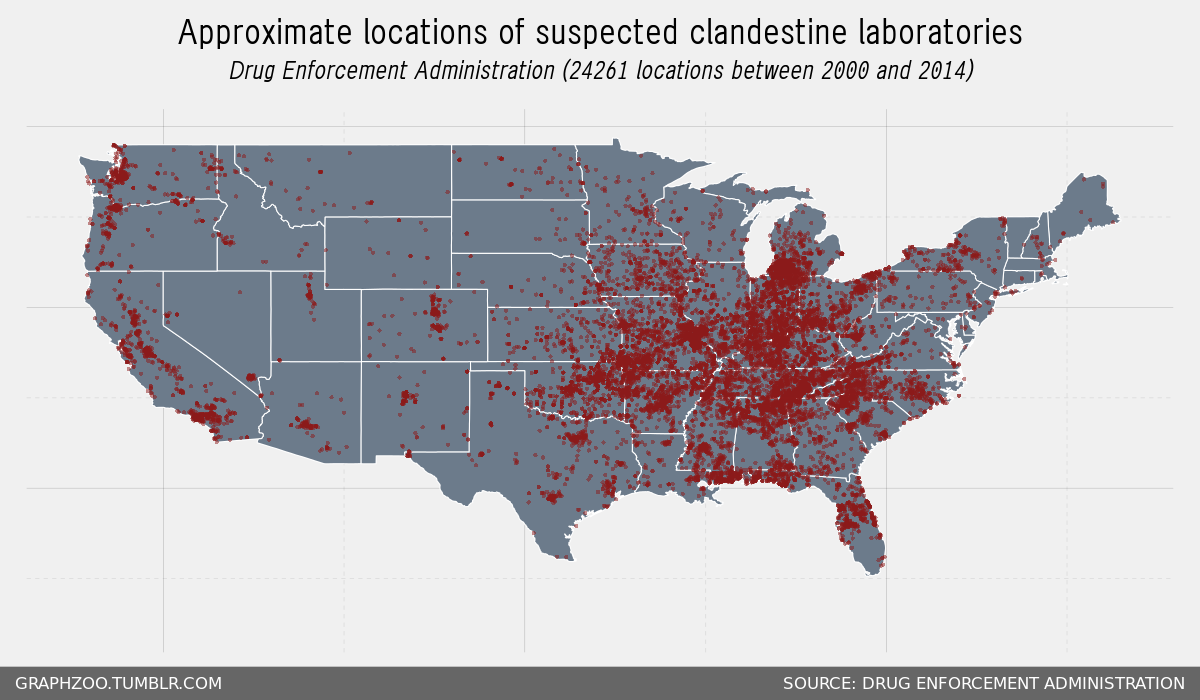 Approximate locations of suspected clandestine laboratories
Drug Enforcement Administration (24261 locations between 2000 and 2014)
GRAPHZOO.TUMBLR.COM
SOURCE: DRUG ENFORCEMENT ADMINISTRATION